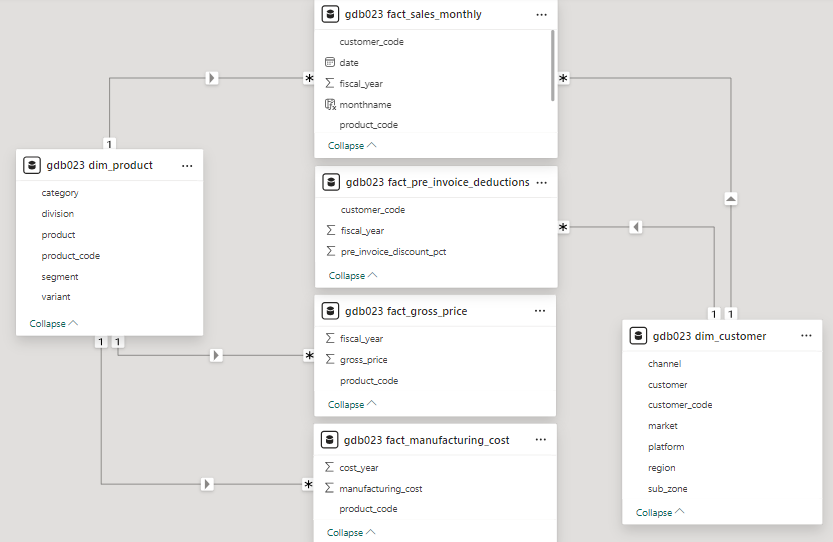 gdb023 fact_sales_monthly
customer_code
date
fiscal_year
monthname
product_code
Collapse
1
*
*
gdb023 dim_product
category
division
product
product_code
segment
variant
Collapse
1
1
gdb023 fact_pre_invoice_deductions
customer_code
fiscal_year
pre_invoice_discount_pct
Collapse
*
gdb023 fact_gross_price
fiscal_year
gross_price
product_code
Collapse
*
gdb023 fact_manufacturing_cost
cost_year
manufacturing_cost
product_code
Collapse
*
1
1
gdb023 dim_customer
channel
customer
customer_code
market
platform
region
sub_zone
Collapse